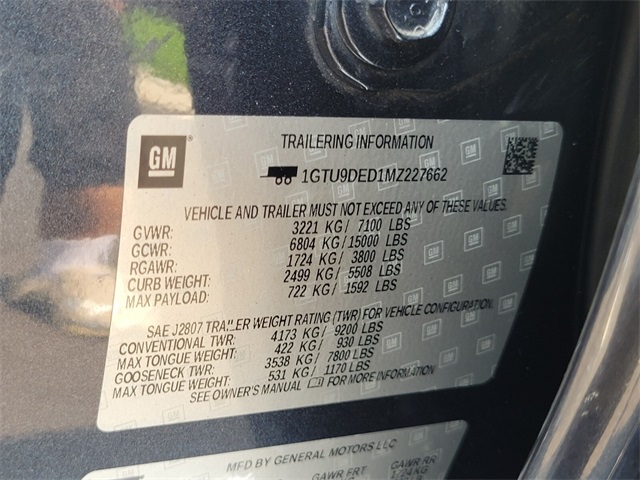 GM
TRAILERING INFORMATION
1GTU9DED1MZ227662
VEHICLE AND TRAILER MUST NOT EXCEED ANY OF THESE VALUES.
GVWR: 3221 KG/ 7100 LBS
GCWR: 6804 KG/15000 LBS
RGAWR: 1724 KG/ 3800 LBS
CURB WEIGHT: 2499 KG/ 5508 LBS
MAX PAYLOAD: 722 KG/ 1592 LBS
SAE J2807 TRAILER WEIGHT RATING (TWR) FOR VEHICLE CONFIGURATION.
CONVENTIONAL TWR: 4173 KG/ 9200 LBS
MAX TONGUE WEIGHT: 422 KG/ 930 LBS
GOOSENECK TWR: 3538 KG/ 7800 LBS
MAX TONGUE WEIGHT: 531 KG/ 1170 LBS
SEE OWNER'S MANUAL FOR MORE INFORMATION
MFD BY GENERAL MOTORS LLC
GAWR FRT GAWR RR